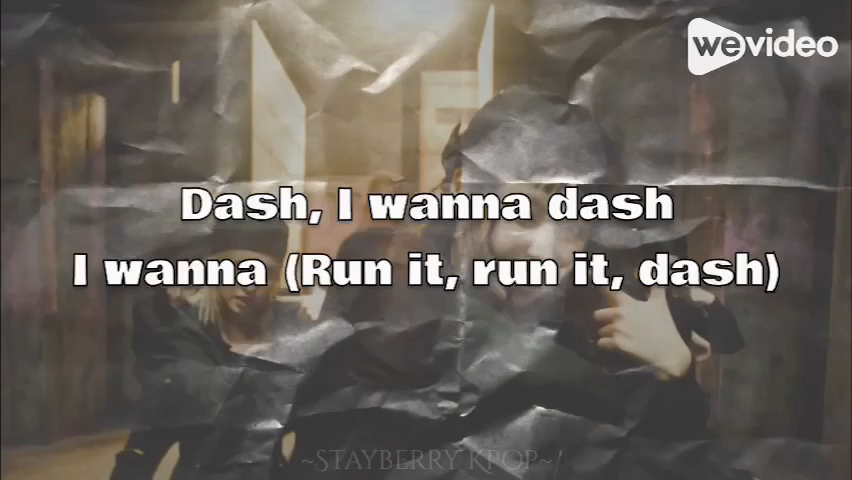 wevideo
Dash, I wanna dash
I wanna (Run it, run it, dash)
~STAYBERRY KPOP~